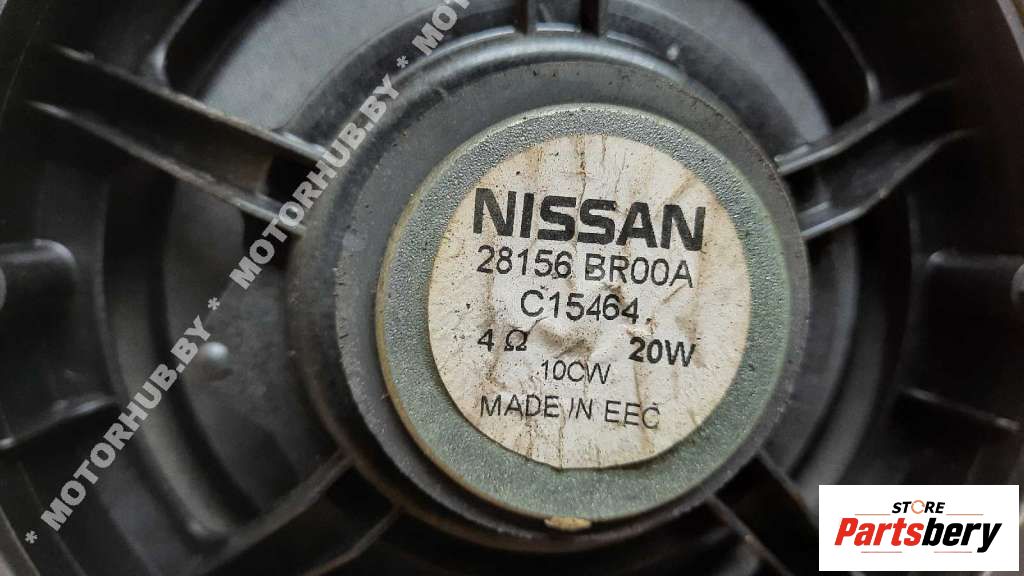 NISSAN
28156 BR00A
C15464
4 Ω 20W
10CW
MADE IN EEC
* MOTORHUB.BY * MOTORHUB.BY * MOTORHUB.BY * MO
STORE
Partsbery